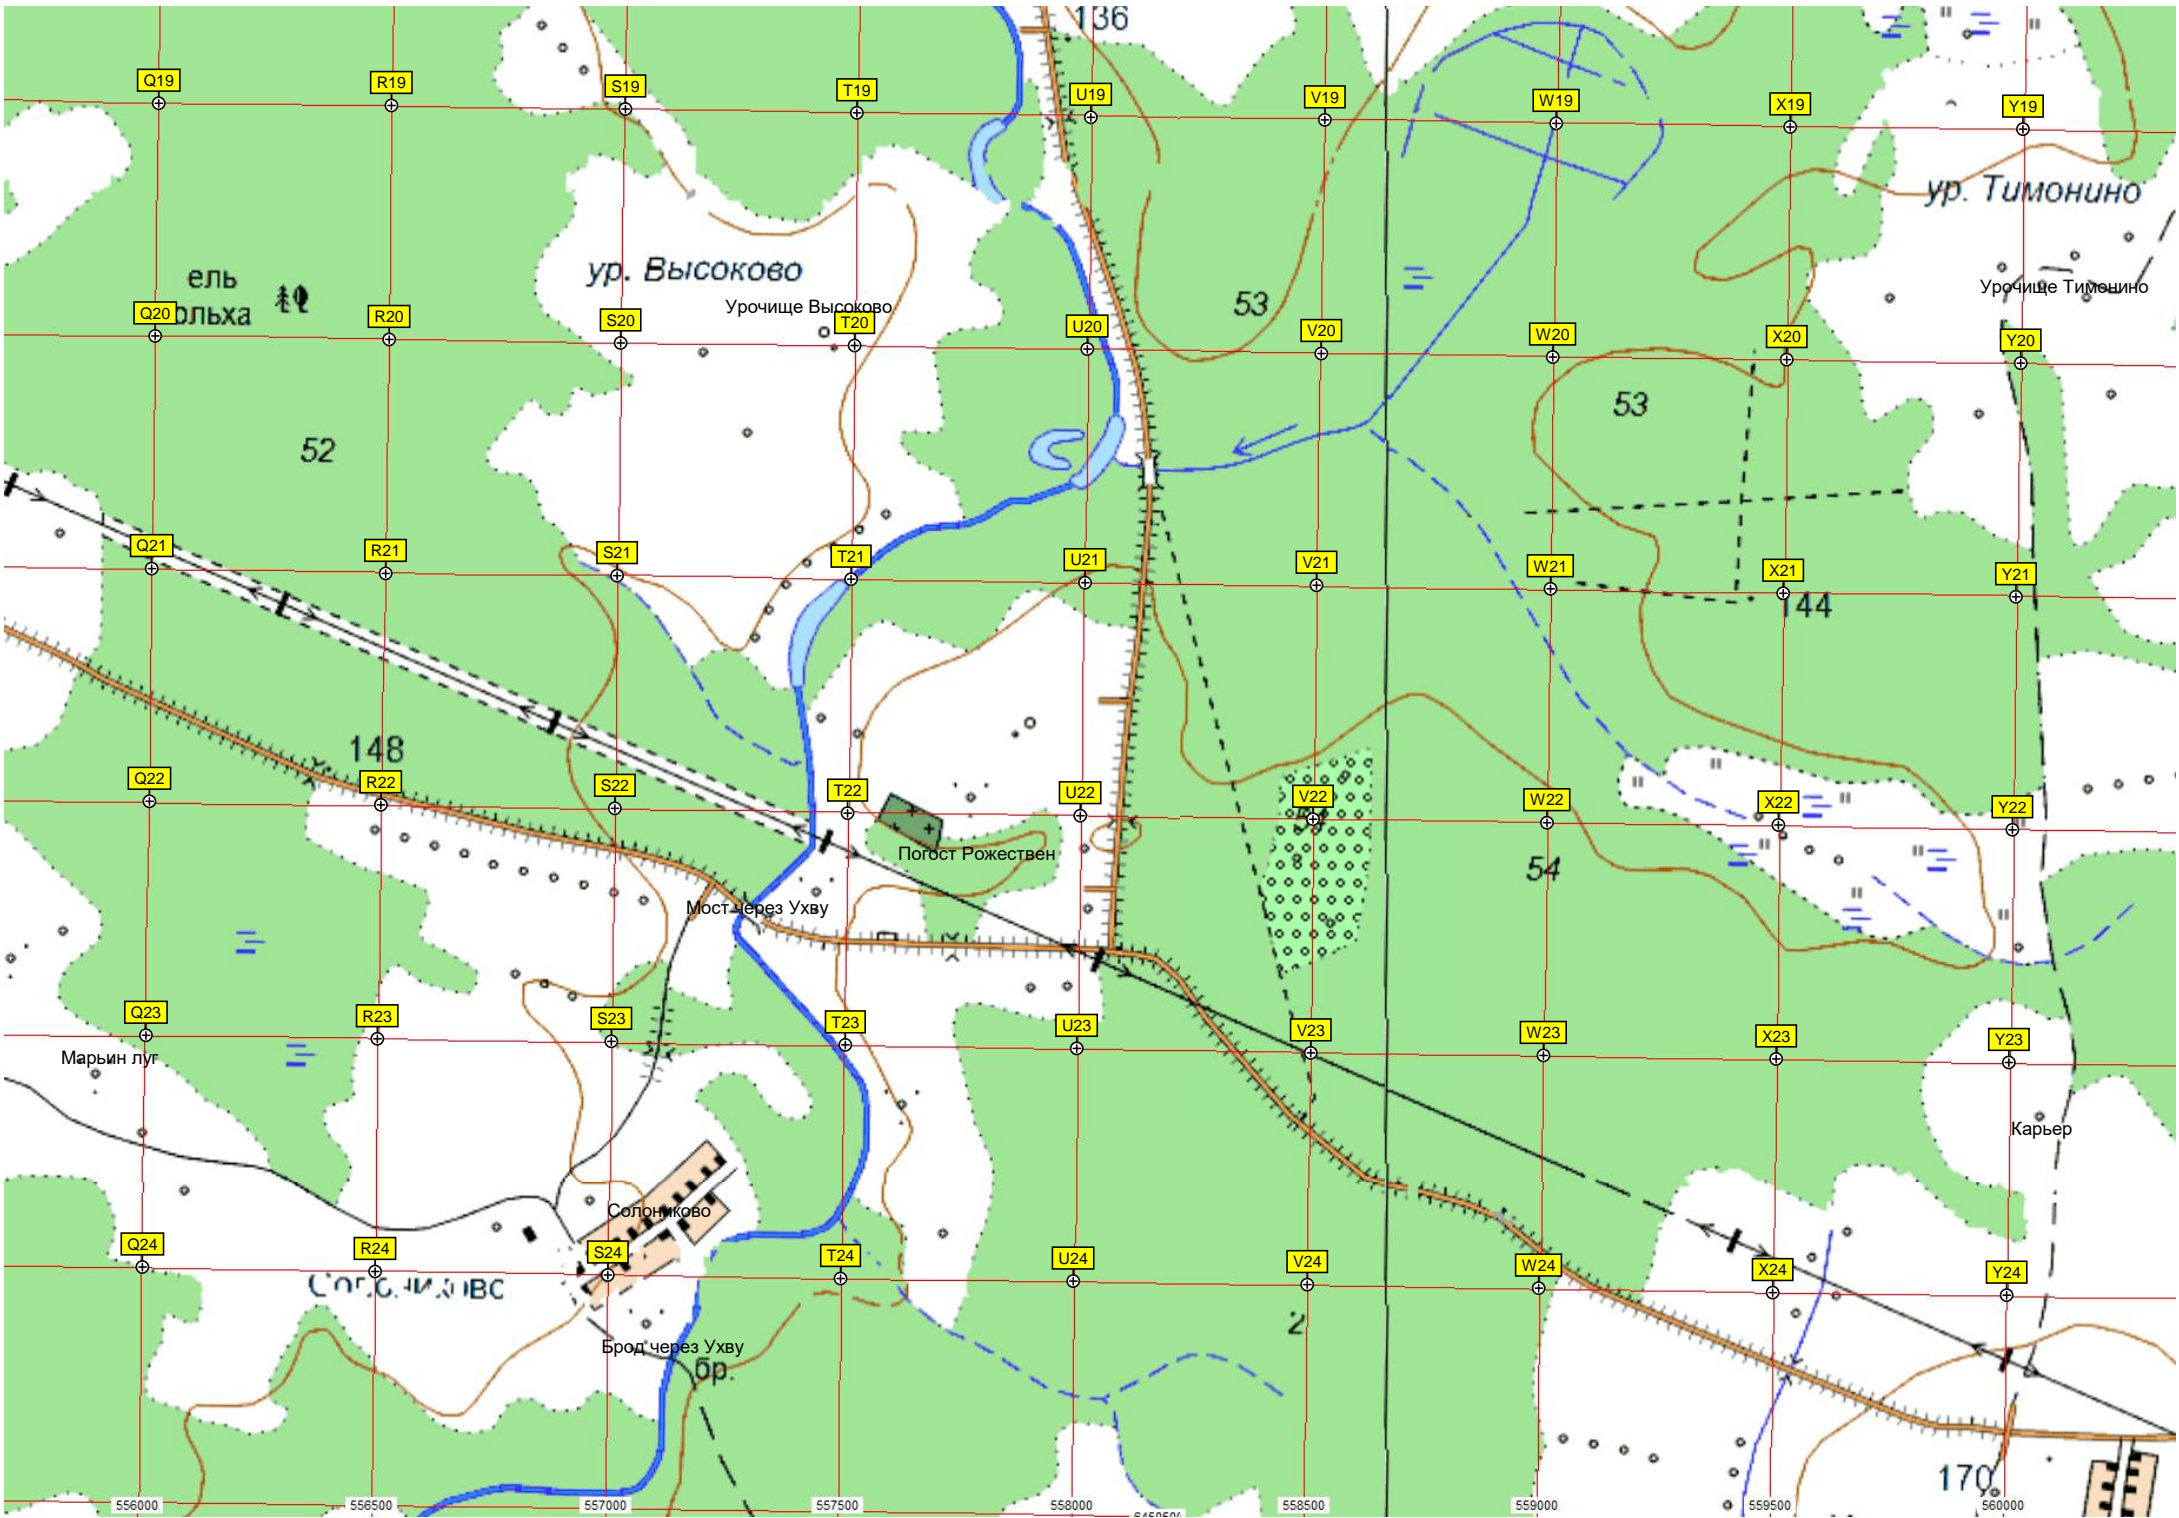 136
Q19 R19 S19 T19 U19 V19 W19 X19 Y19
ур. Тимонино
ур. Высоково
ель
ольха
Урочище Высоково
53
Урочище Тимонино
Q20 R20 S20 T20 U20 V20 W20 X20 Y20
52
53
Q21 R21 S21 T21 U21 V21 W21 X21 Y21
144
148
Q22 R22 S22 T22 U22 V22 W22 X22 Y22
Погост Рождествен
54
Мост через Ухву
Q23 R23 S23 T23 U23 V23 W23 X23 Y23
Марьин луг
Карьер
Солониково
Q24 R24 S24 T24 U24 V24 W24 X24 Y24
Солониково
2
Брод через Ухву
бр.
170
556000 556500 557000 557500 558000 558500 559000 559500 560000